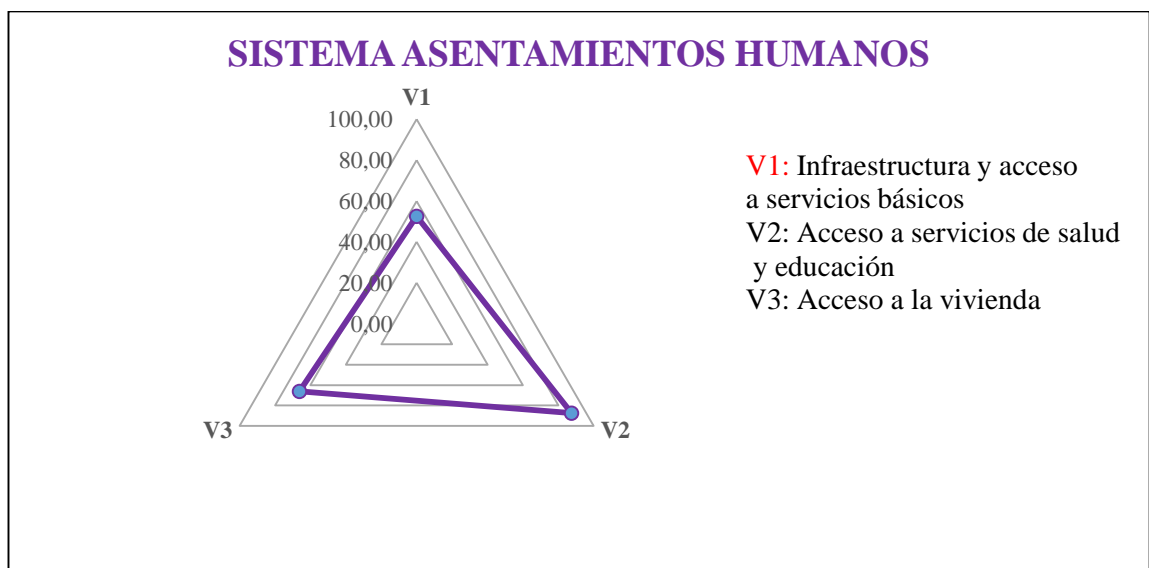 SISTEMA ASENTAMIENTOS HUMANOS
V1
100,00
80,00
60,00
40,00
20,00
0,00
V3
V2
V1: Infraestructura y acceso
a servicios básicos
V2: Acceso a servicios de salud
y educación
V3: Acceso a la vivienda